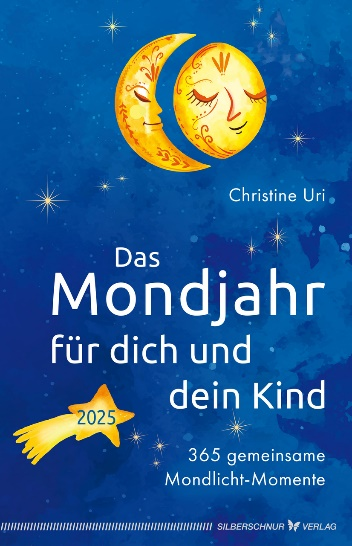 Christine Uri
Das
Mondjahr
für dich und
dein Kind
2025
365 gemeinsame
Mondlicht-Momente
SILBERSCHNUR VERLAG